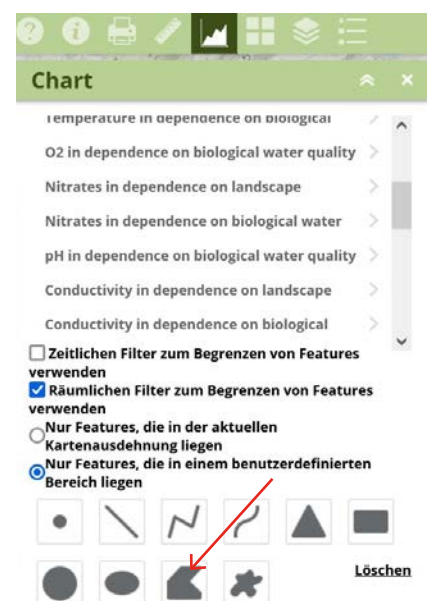 Chart
Temperature in dependence on biological
O2 in dependence on biological water quality
Nitrates in dependence on landscape
Nitrates in dependence on biological water
pH in dependence on biological water quality
Conductivity in dependence on landscape
Conductivity in dependence on biological
Zeitlichen Filter zum Begrenzen von Features
verwenden
Räumlichen Filter zum Begrenzen von Features
verwenden
Nur Features, die in der aktuellen
Kartenausdehnung liegen
Nur Features, die in einem benutzerdefinierten
Bereich liegen
Löschen